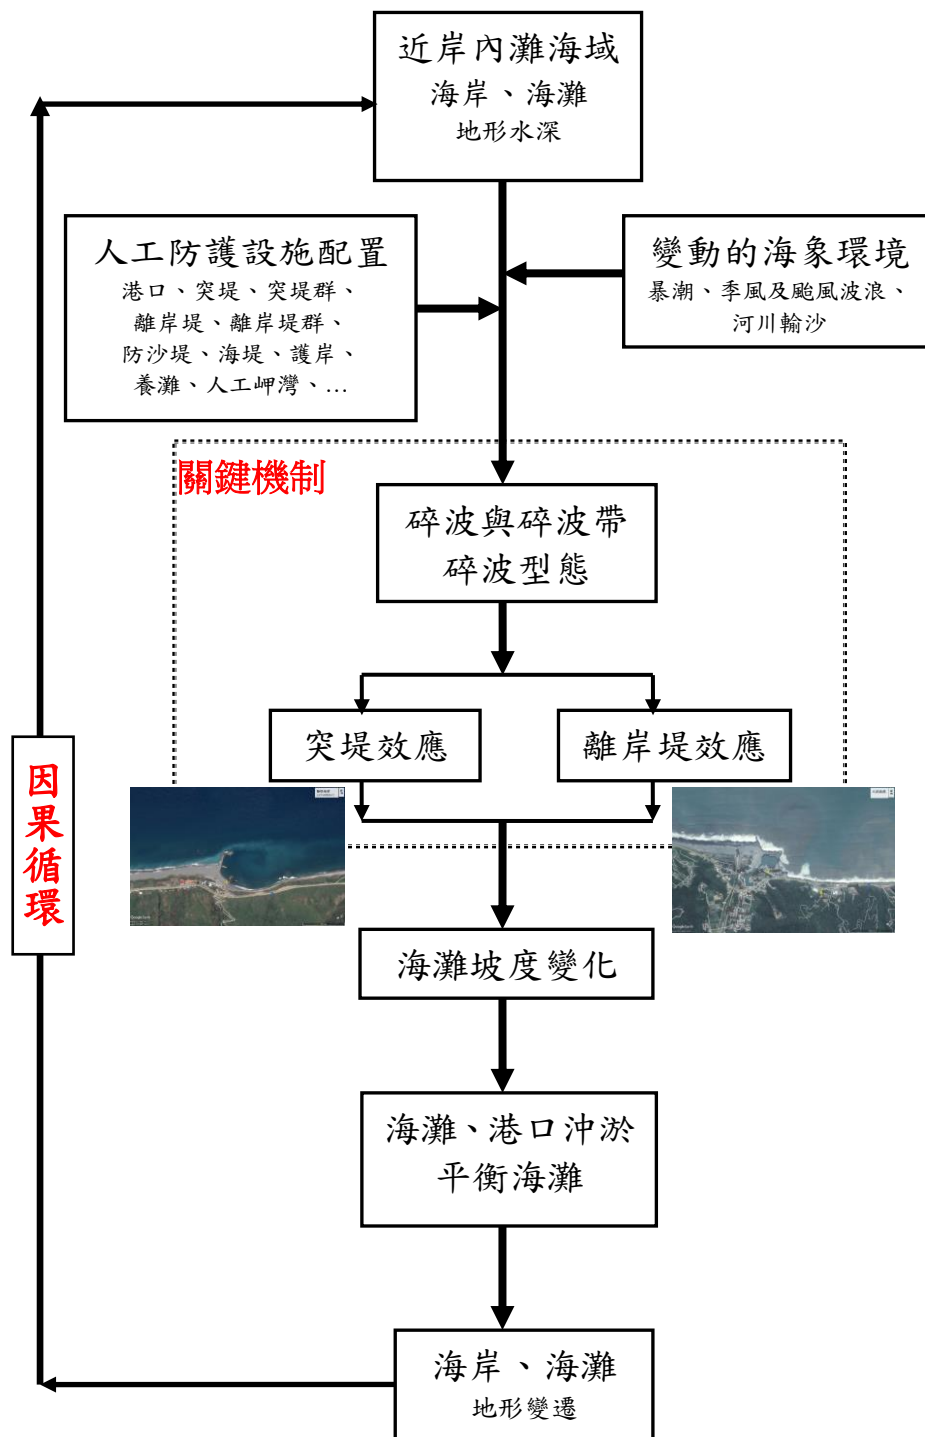 近岸內灘海域
海岸、海灘
地形水深
人工防護設施配置
港口、突堤、突堤群、
離岸堤、離岸堤群、
防沙堤、海堤、護岸、
養灘、人工岬灣、…
變動的海象環境
暴潮、季風及颱風波浪、
河川輸沙
關鍵機制
碎波與碎波帶
碎波型態
突堤效應
離岸堤效應
因果循環
海灘坡度變化
海灘、港口沖淤
平衡海灘
海岸、海灘
地形變遷